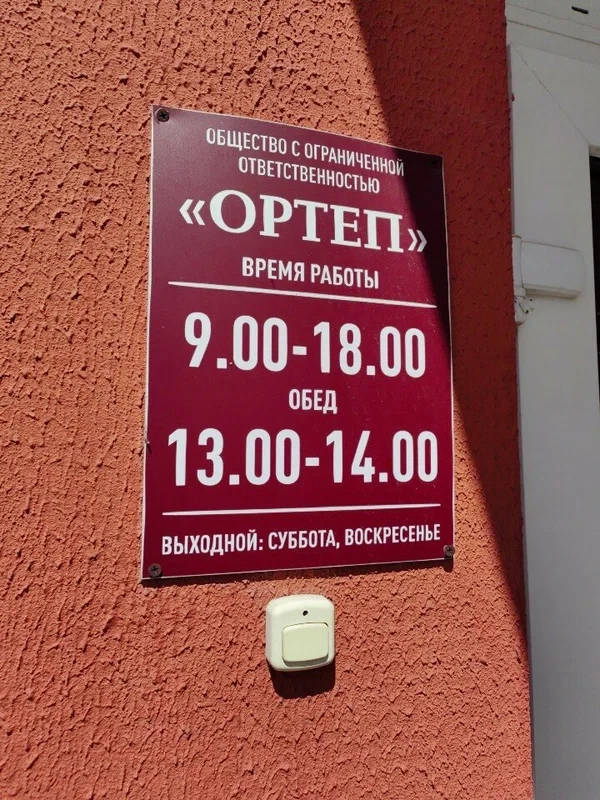 ОБЩЕСТВО С ОГРАНИЧЕННОЙ
ОТВЕТСТВЕННОСТЬЮ
«ОРТЕП»
ВРЕМЯ РАБОТЫ
9.00-18.00
ОБЕД
13.00-14.00
ВЫХОДНОЙ: СУББОТА, ВОСКРЕСЕНЬЕ